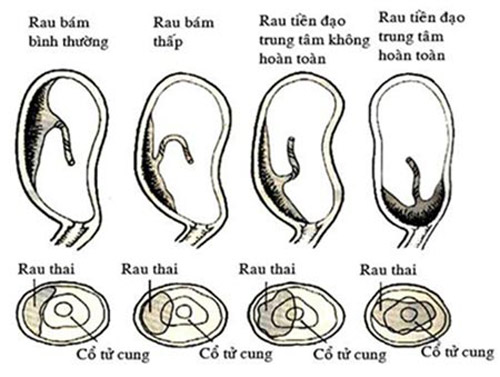 Rau bám
bình thường
Rau bám
thấp
Rau tiền đạo
trung tâm không
hoàn toàn
Rau tiền đạo
trung tâm
hoàn toàn
Rau thai
Rau thai
Rau thai
Rau thai
Cổ tử cung
Cổ tử cung
Cổ tử cung
Cổ tử cung